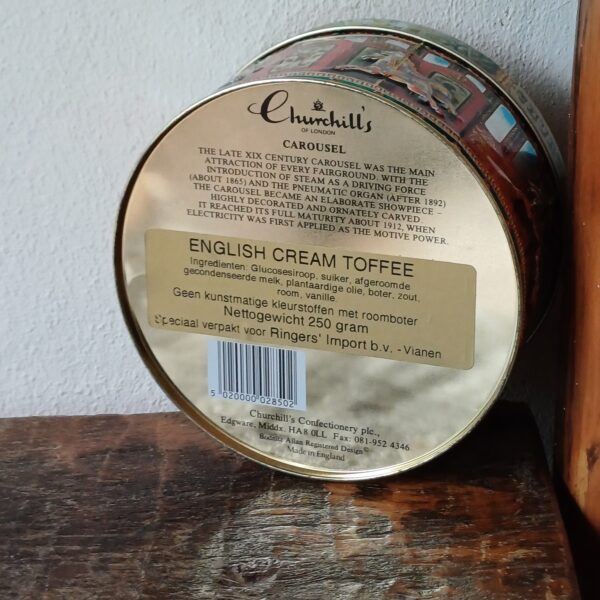 Churchill's
OF LONDON
CAROUSEL
THE LATE XIX CENTURY CAROUSEL WAS THE MAIN
ATTRACTION OF EVERY FAIRGROUND. WITH THE
INTRODUCTION OF STEAM AS A DRIVING FORCE
(ABOUT 1865) AND THE PNEUMATIC ORGAN (AFTER 1892)
THE CAROUSEL BECAME AN ELABORATE SHOWPIECE –
HIGHLY DECORATED AND ORNATELY CARVED
IT REACHED ITS FULL MATURITY ABOUT 1912, WHEN
ELECTRICITY WAS FIRST APPLIED AS THE MOTIVE POWER.
ENGLISH CREAM TOFFEE
Ingredienten: Glucosesiroop, suiker, afgeroomde
gecondenseerde melk, plantaardige olie, boter, zout,
room, vanille.
Geen kunstmatige kleurstoffen met roomboter
Nettogewicht 250 gram
Speciaal verpakt voor Ringers' Import b.v. - Vianen
5 020000 028502
Churchill's Confectionery plc.,
Edgware, Middx. HA8 0LL Fax: 081-952 4346
Allan Registered Design
Made in England